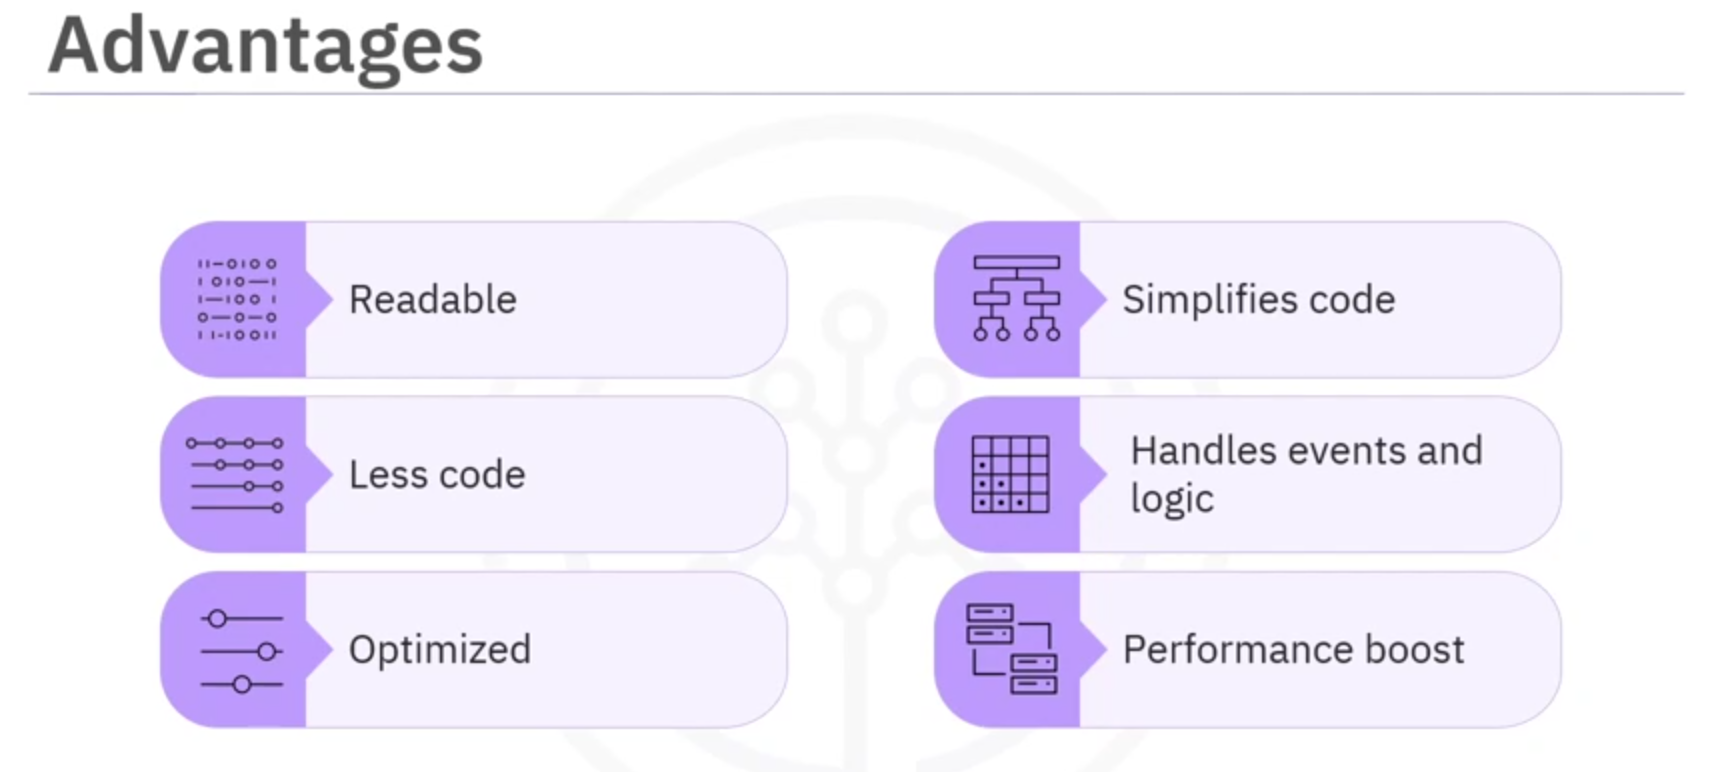 Advantages
Readable
Simplifies code
Less code
Handles events and
logic
Optimized
Performance boost